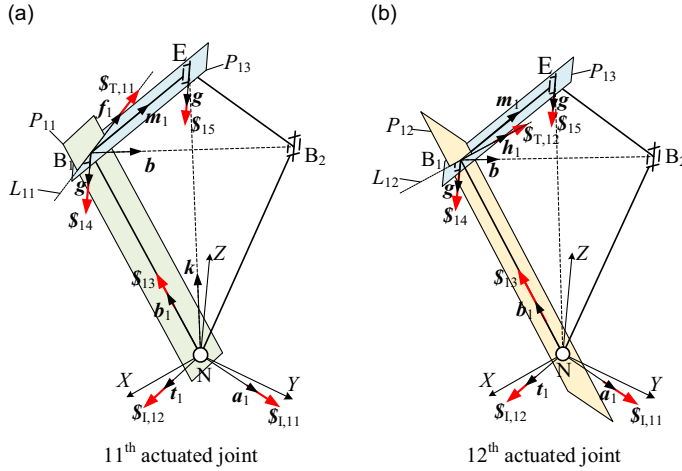 (a)
E
P13
$T,11
f1
g
m1
$15
P11
B1
b
B2
g
L11
$14
Z
$13
k
b1
N
X
t1
a1
Y
$I,12
$I,11
11th actuated joint
(b)
E
P13
m1
g
P12
h1
$T,12
$15
B1
b
B2
L12
g
$14
Z
$13
b1
N
X
t1
a1
Y
$I,12
$I,11
12th actuated joint